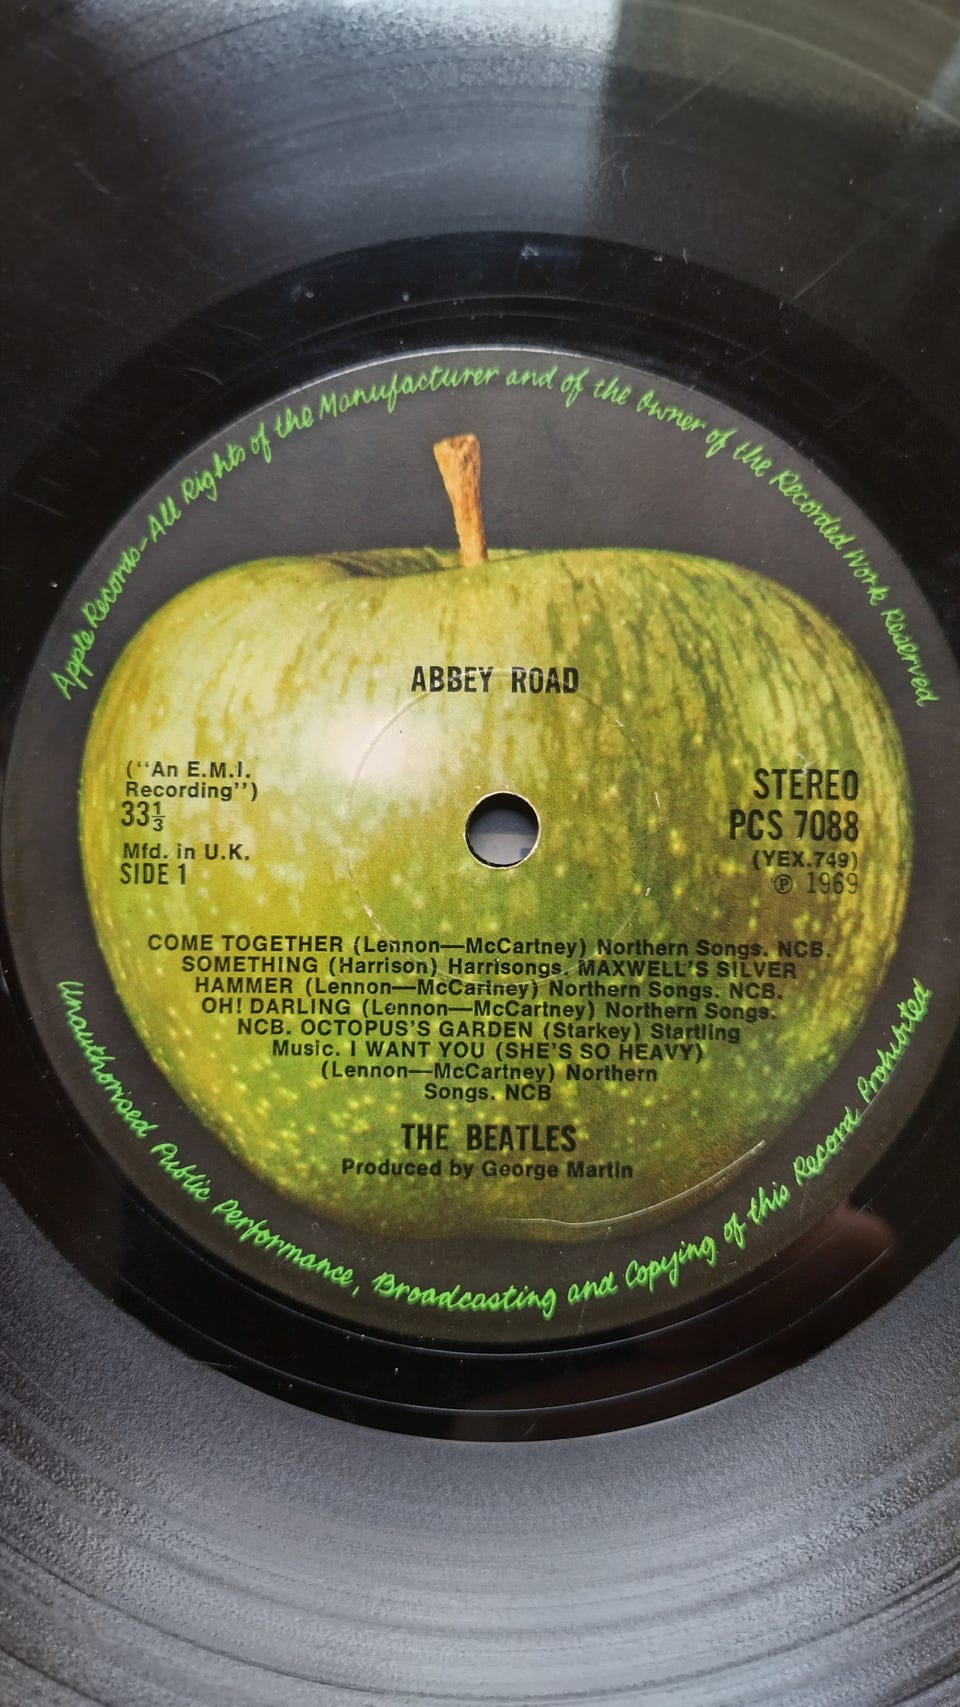 Apple Records-All Rights of the Manufacturer and of the Owner of the Recorded Work Reserved
ABBEY ROAD
(“An E.M.I.
Recording”)
33⅓
Mfd. in U.K.
SIDE 1
STEREO
PCS 7088
(YEX.749)
℗ 1969
COME TOGETHER (Lennon—McCartney) Northern Songs. NCB.
SOMETHING (Harrison) Harrisongs. MAXWELL'S SILVER
HAMMER (Lennon—McCartney) Northern Songs. NCB.
OH! DARLING (Lennon—McCartney) Northern Songs.
NCB. OCTOPUS'S GARDEN (Starkey) Startling
Music. I WANT YOU (SHE'S SO HEAVY)
(Lennon—McCartney) Northern
Songs. NCB
THE BEATLES
Produced by George Martin
Unauthorised Public Performance, Broadcasting and Copying of this Record Prohibited